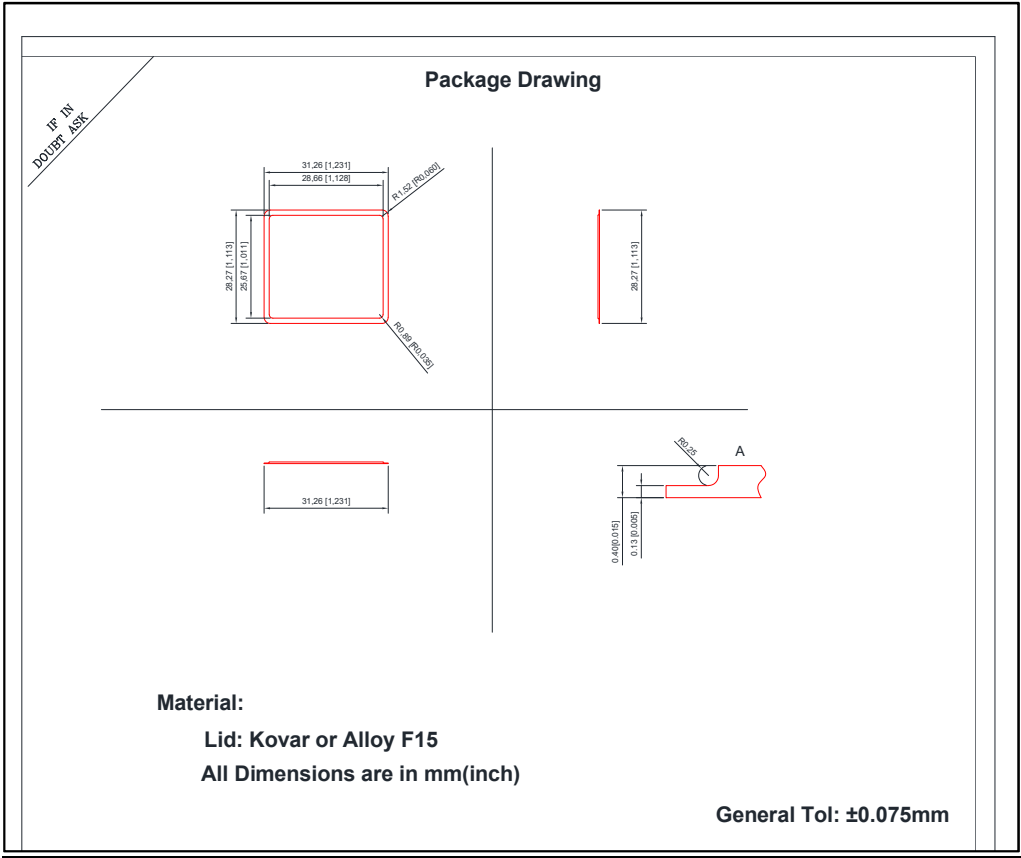 Package Drawing
IF IN
DOUBT ASK
31,26 [1,231]
28,66 [1,128]
R1,52 [R0,060]
28,27 [1,113]
25,67 [1,011]
R0,89 [R0,035]
28,27 [1,113]
31,26 [1,231]
R0,25
A
0.40[0.015]
0.13 [0.005]
Material:
Lid: Kovar or Alloy F15
All Dimensions are in mm(inch)
General Tol: ±0.075mm